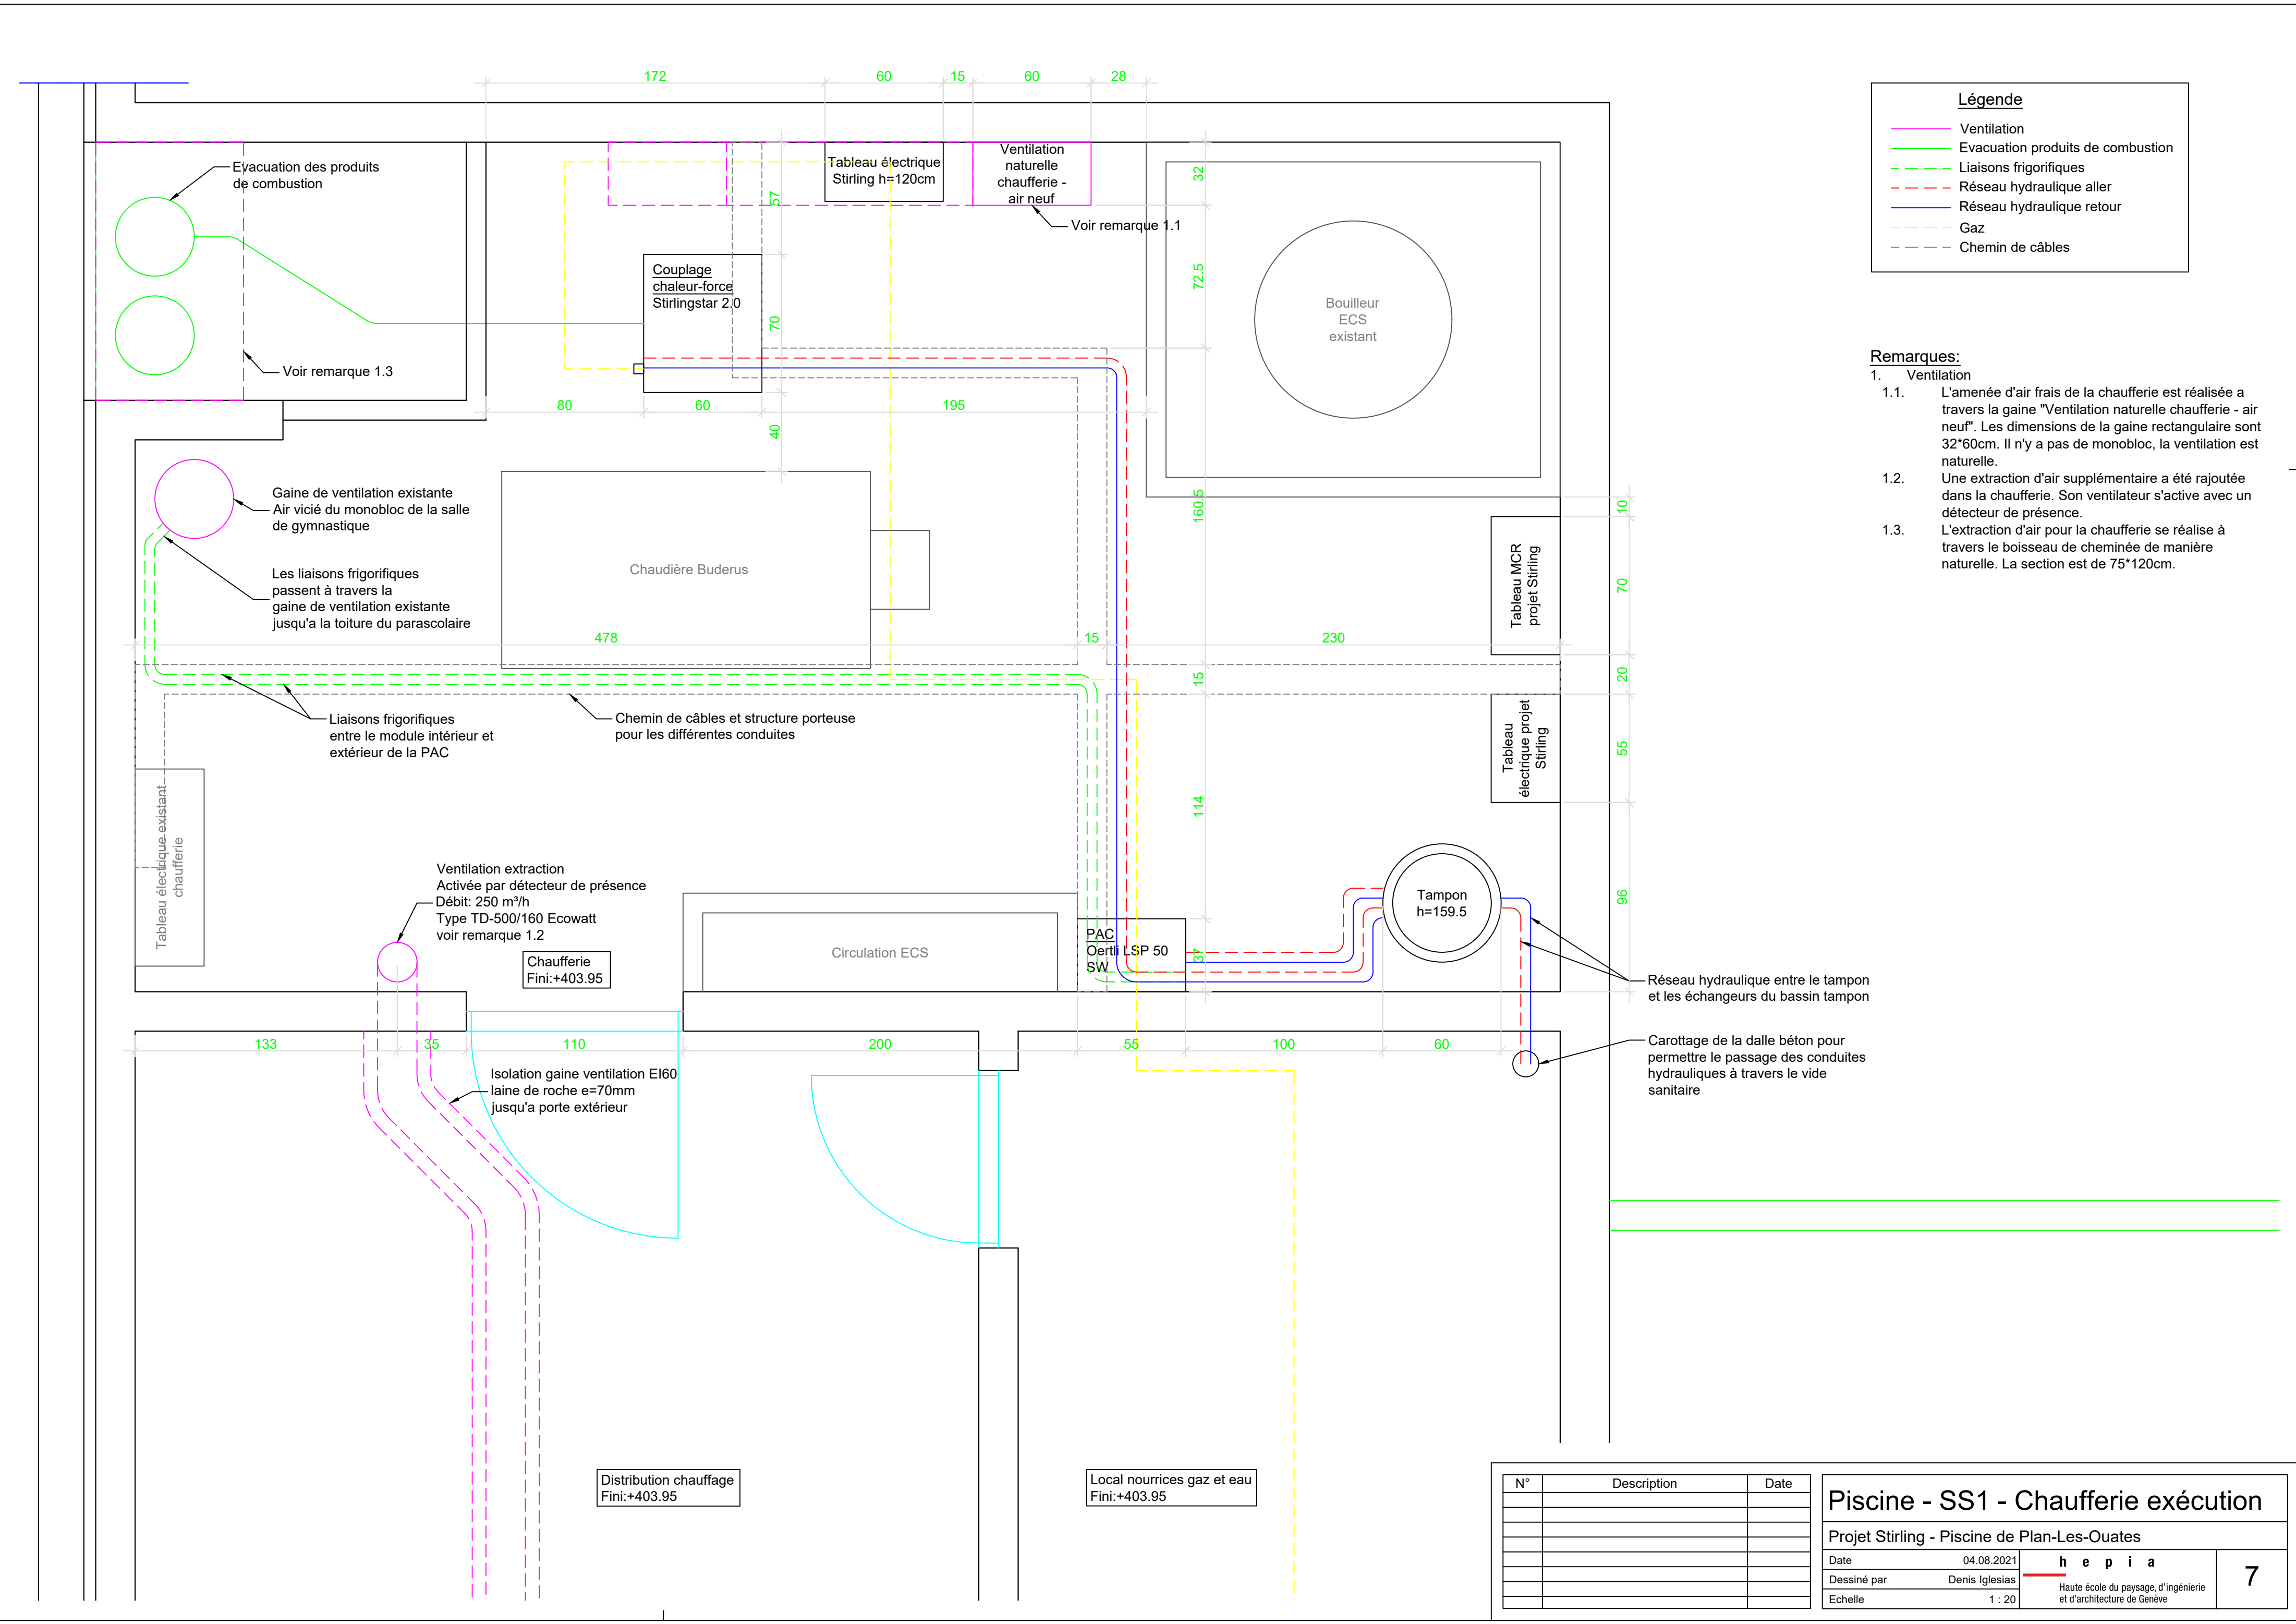 172
60
15
60
28
Légende
Ventilation
Evacuation produits de combustion
Liaisons frigorifiques
Réseau hydraulique aller
Réseau hydraulique retour
Gaz
Chemin de câbles
Evacuation des produits
de combustion
Voir remarque 1.3
Tableau électrique
Stirling h=120cm
Ventilation
naturelle
chaufferie -
air neuf
Voir remarque 1.1
57
70
40
32
72.5
160.5
15
114
37
Couplage
chaleur-force
Stirlingstar 2.0
Bouilleur
ECS
existant
80
60
195
Remarques:
1. Ventilation
1.1. L'amenée d'air frais de la chaufferie est réalisée a
travers la gaine "Ventilation naturelle chaufferie - air
neuf". Les dimensions de la gaine rectangulaire sont
32*60cm. Il n'y a pas de monobloc, la ventilation est
naturelle.
1.2. Une extraction d'air supplémentaire a été rajoutée
dans la chaufferie. Son ventilateur s'active avec un
détecteur de présence.
1.3. L'extraction d'air pour la chaufferie se réalise à
travers le boisseau de cheminée de manière
naturelle. La section est de 75*120cm.
Gaine de ventilation existante
Air vicié du monobloc de la salle
de gymnastique
Les liaisons frigorifiques
passent à travers la
gaine de ventilation existante
jusqu'a la toiture du parascolaire
Chaudière Buderus
Tableau MCR
projet Stirling
10
70
20
55
96
478
15
230
Liaisons frigorifiques
entre le module intérieur et
extérieur de la PAC
Chemin de câbles et structure porteuse
pour les différentes conduites
Tableau
électrique projet
Stirling
Tableau électrique existant
chaufferie
Ventilation extraction
Activée par détecteur de présence
Débit: 250 m³/h
Type TD-500/160 Ecowatt
voir remarque 1.2
Chaufferie
Fini:+403.95
Circulation ECS
PAC
Oertli LSP 50
SW
Tampon
h=159.5
Réseau hydraulique entre le tampon
et les échangeurs du bassin tampon
133
35
110
200
55
100
60
Carottage de la dalle béton pour
permettre le passage des conduites
hydrauliques à travers le vide
sanitaire
Isolation gaine ventilation EI60
laine de roche e=70mm
jusqu'a porte extérieur
Distribution chauffage
Fini:+403.95
Local nourrices gaz et eau
Fini:+403.95
N° Description Date
Piscine - SS1 - Chaufferie exécution
Projet Stirling - Piscine de Plan-Les-Ouates
Date 04.08.2021
Dessiné par Denis Iglesias
Echelle 1 : 20
hepia
Haute école du paysage, d'ingénierie
et d'architecture de Genève
7